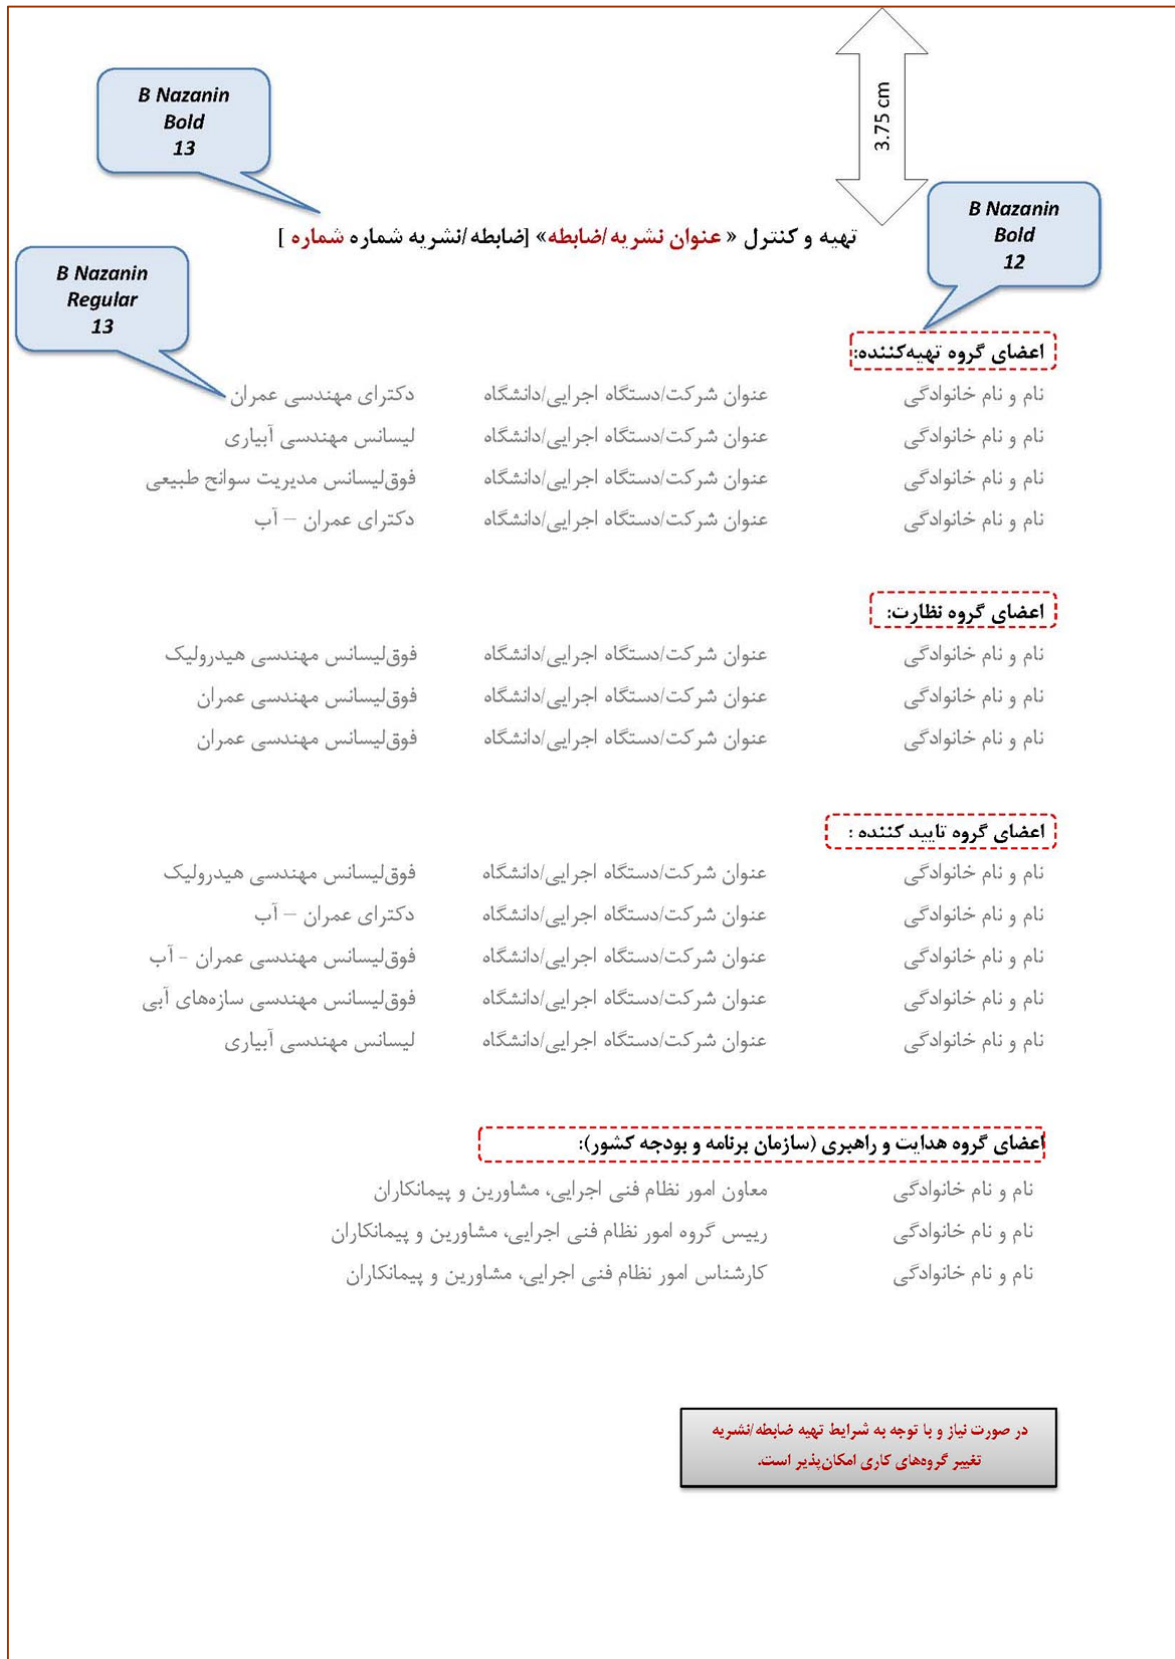 3.75 cm
B Nazanin
Bold
13
B Nazanin
Bold
12
تهیه و کنترل « عنوان نشریه/ضابطه» [ضابطه/نشریه شماره شماره ]
B Nazanin
Regular
13
اعضای گروه تهیه‌کننده:
نام و نام خانوادگی عنوان شرکت/دستگاه اجرایی/دانشگاه دکترای مهندسی عمران
نام و نام خانوادگی عنوان شرکت/دستگاه اجرایی/دانشگاه لیسانس مهندسی آبیاری
نام و نام خانوادگی عنوان شرکت/دستگاه اجرایی/دانشگاه فوق‌لیسانس مدیریت سوانح طبیعی
نام و نام خانوادگی عنوان شرکت/دستگاه اجرایی/دانشگاه دکترای عمران – آب
اعضای گروه نظارت:
نام و نام خانوادگی عنوان شرکت/دستگاه اجرایی/دانشگاه فوق‌لیسانس مهندسی هیدرولیک
نام و نام خانوادگی عنوان شرکت/دستگاه اجرایی/دانشگاه فوق‌لیسانس مهندسی عمران
نام و نام خانوادگی عنوان شرکت/دستگاه اجرایی/دانشگاه فوق‌لیسانس مهندسی عمران
اعضای گروه تایید کننده :
نام و نام خانوادگی عنوان شرکت/دستگاه اجرایی/دانشگاه فوق‌لیسانس مهندسی هیدرولیک
نام و نام خانوادگی عنوان شرکت/دستگاه اجرایی/دانشگاه دکترای عمران – آب
نام و نام خانوادگی عنوان شرکت/دستگاه اجرایی/دانشگاه فوق‌لیسانس مهندسی عمران - آب
نام و نام خانوادگی عنوان شرکت/دستگاه اجرایی/دانشگاه فوق‌لیسانس مهندسی سازه‌های آبی
نام و نام خانوادگی عنوان شرکت/دستگاه اجرایی/دانشگاه لیسانس مهندسی آبیاری
اعضای گروه هدایت و راهبری (سازمان برنامه و بودجه کشور):
نام و نام خانوادگی معاون امور نظام فنی اجرایی، مشاورین و پیمانکاران
نام و نام خانوادگی رییس گروه امور نظام فنی اجرایی، مشاورین و پیمانکاران
نام و نام خانوادگی کارشناس امور نظام فنی اجرایی، مشاورین و پیمانکاران
در صورت نیاز و با توجه به شرایط تهیه ضابطه/نشریه
تغییر گروه‌های کاری امکان‌پذیر است.